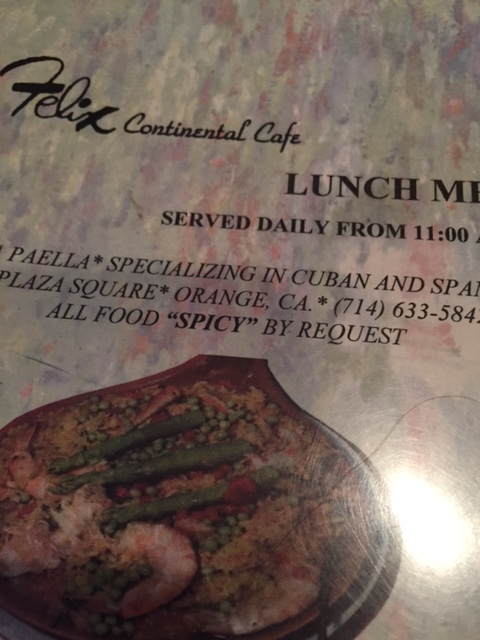 Felix Continental Cafe
LUNCH ME
SERVED DAILY FROM 11:00
PAELLA* SPECIALIZING IN CUBAN AND SPAN
PLAZA SQUARE* ORANGE, CA.* (714) 633-5842
ALL FOOD "SPICY" BY REQUEST